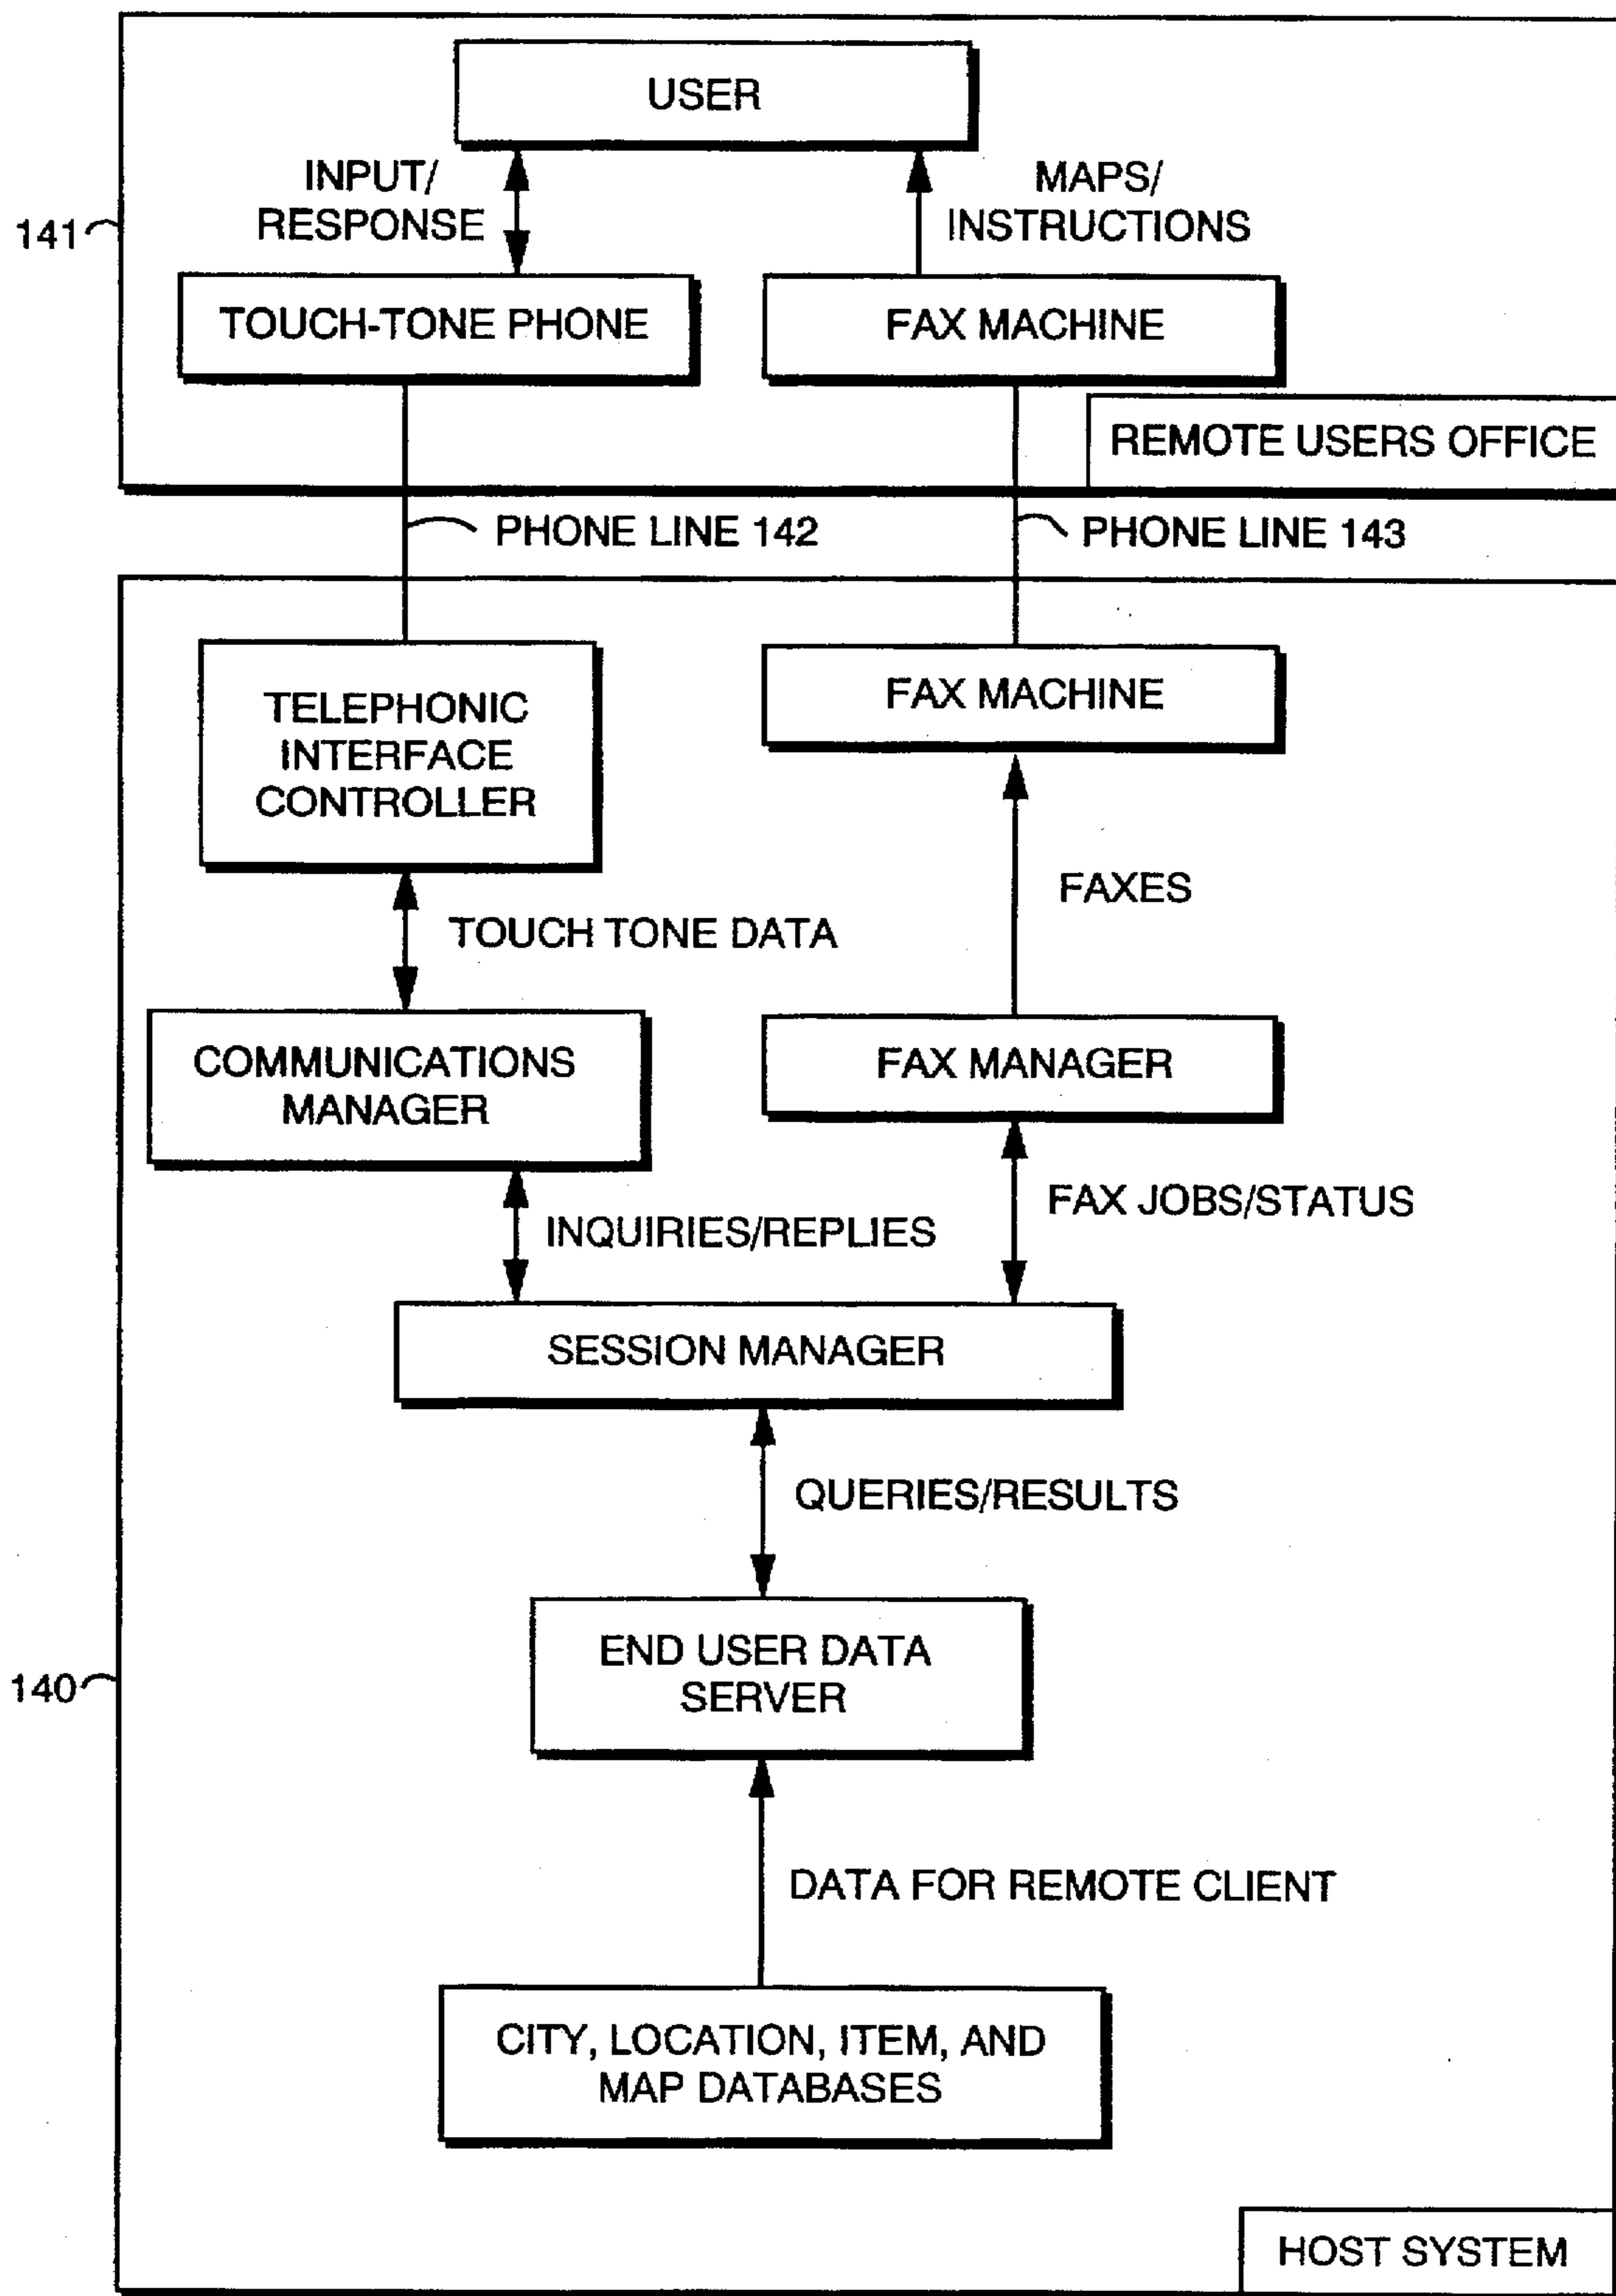 USER
INPUT/
RESPONSE
MAPS/
INSTRUCTIONS
141
TOUCH-TONE PHONE
FAX MACHINE
REMOTE USERS OFFICE
PHONE LINE 142
PHONE LINE 143
TELEPHONIC
INTERFACE
CONTROLLER
FAX MACHINE
TOUCH TONE DATA
FAXES
COMMUNICATIONS
MANAGER
FAX MANAGER
INQUIRIES/REPLIES
FAX JOBS/STATUS
SESSION MANAGER
QUERIES/RESULTS
END USER DATA
SERVER
140
DATA FOR REMOTE CLIENT
CITY, LOCATION, ITEM, AND
MAP DATABASES
HOST SYSTEM